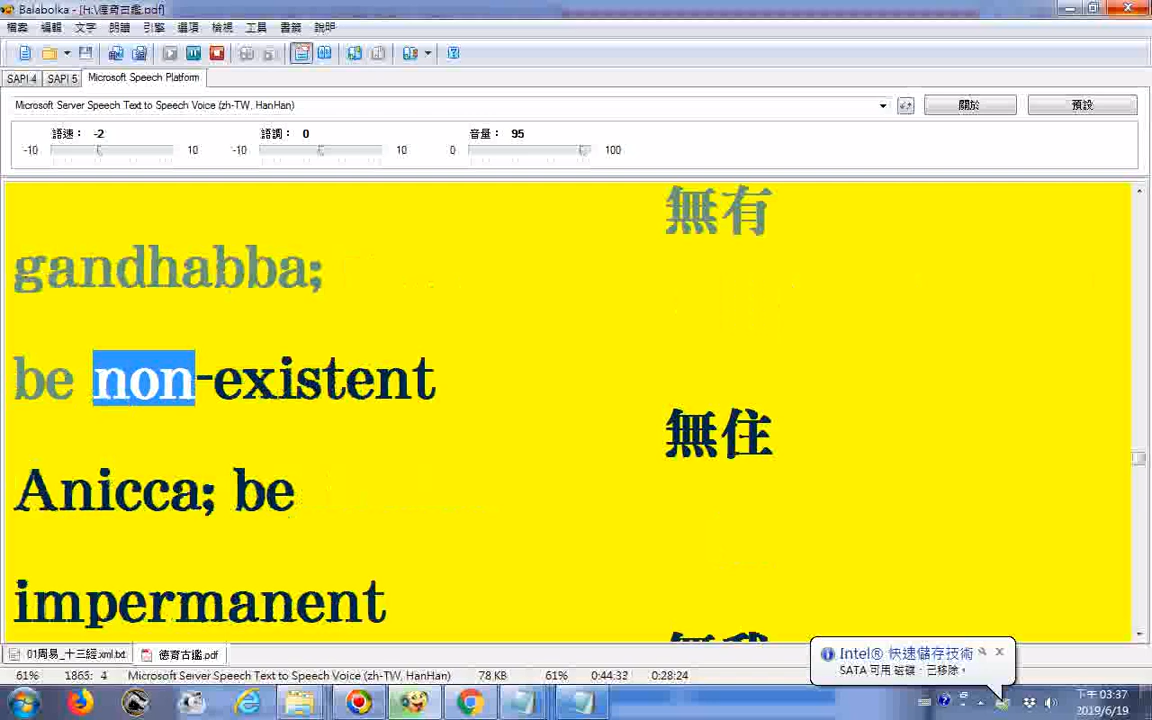 Balabolka - [H:\德育古鑑.pdf]
檔案 編輯 文字 朗讀 引擎 選項 檢視 工具 書籤 說明
SAPI 4 SAPI 5 Microsoft Speech Platform
Microsoft Server Speech Text to Speech Voice (zh-TW, HanHan) 關於 預設
語速： -2 語調： 0 音量： 95
-10 10 -10 10 0 100
無有
gandhabba;
be non-existent
無住
Anicca; be
impermanent
Intel® 快速儲存技術
SATA 可用 磁碟：已移除。
01周易_十三經.xml.txt 德育古鑑.pdf
61% 1865: 4 Microsoft Server Speech Text to Speech Voice (zh-TW, HanHan) 78 KB 61% 0:44:32 0:28:24
下午 03:37
2019/6/19